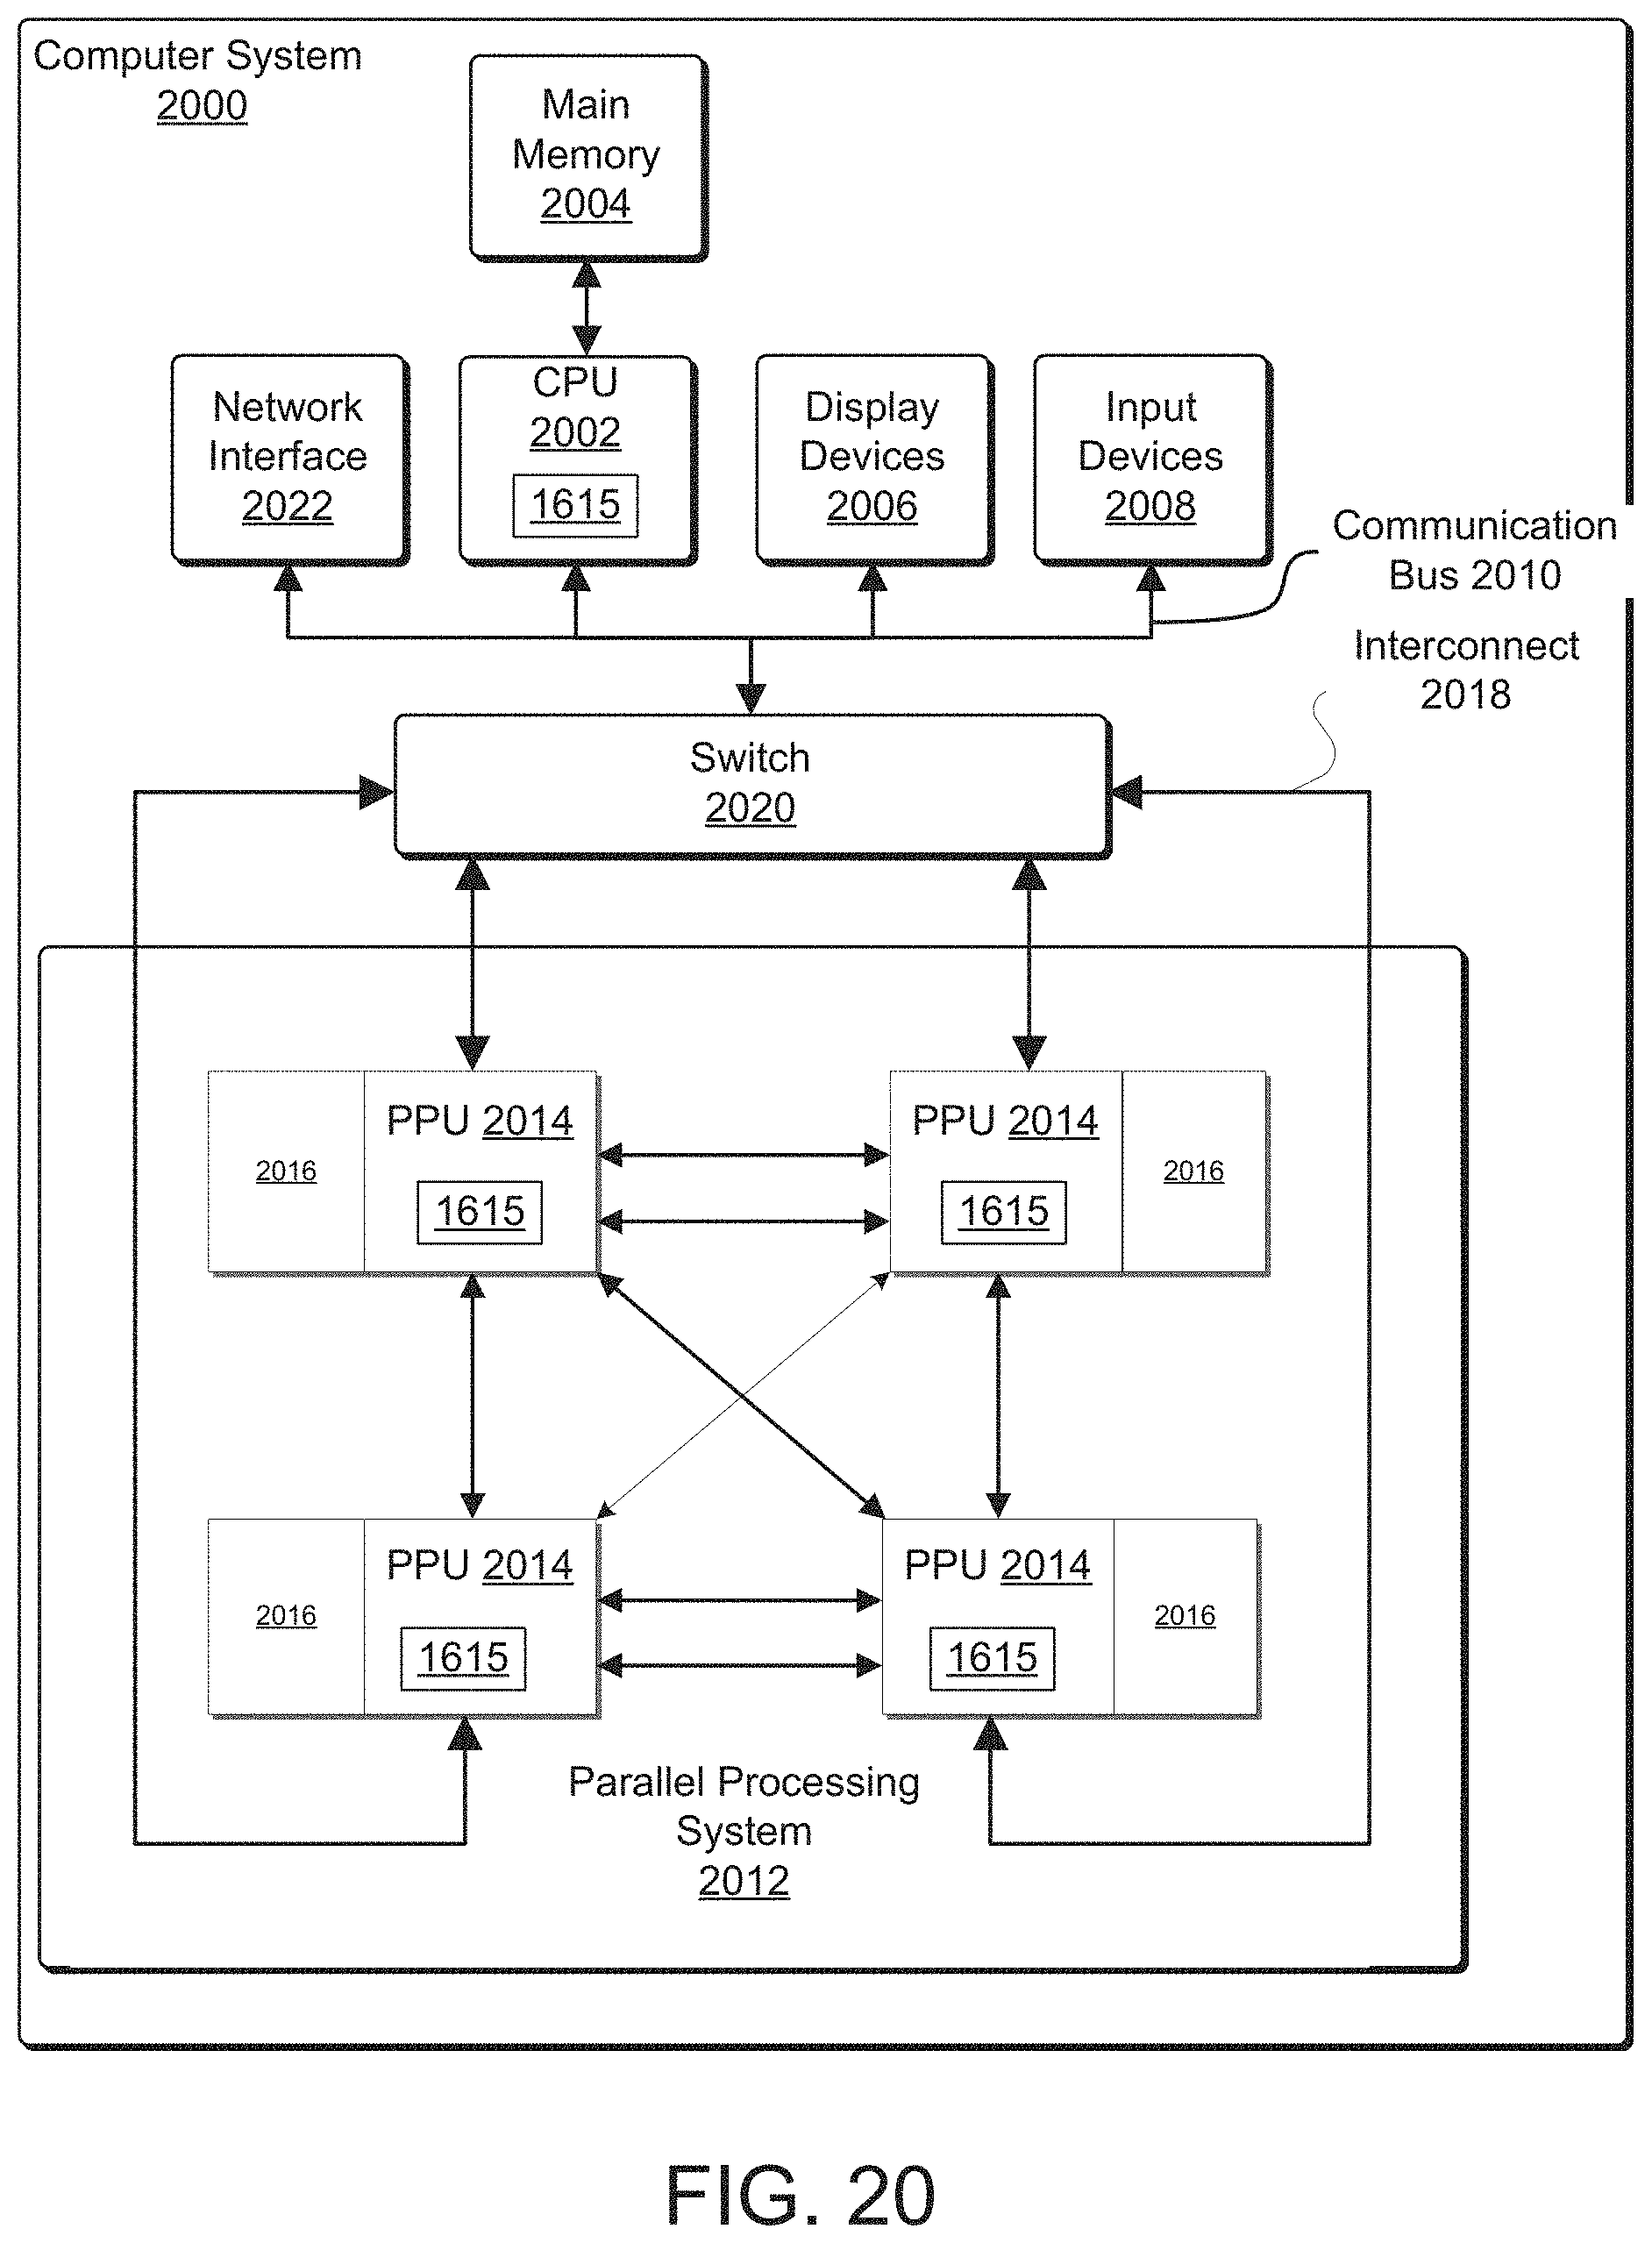 Computer System
2000
Main
Memory
2004
Network
Interface
2022
CPU
2002
1615
Display
Devices
2006
Input
Devices
2008
Communication
Bus 2010
Interconnect
2018
Switch
2020
2016
PPU 2014
1615
PPU 2014
1615
2016
2016
PPU 2014
1615
PPU 2014
1615
2016
Parallel Processing
System
2012
FIG. 20